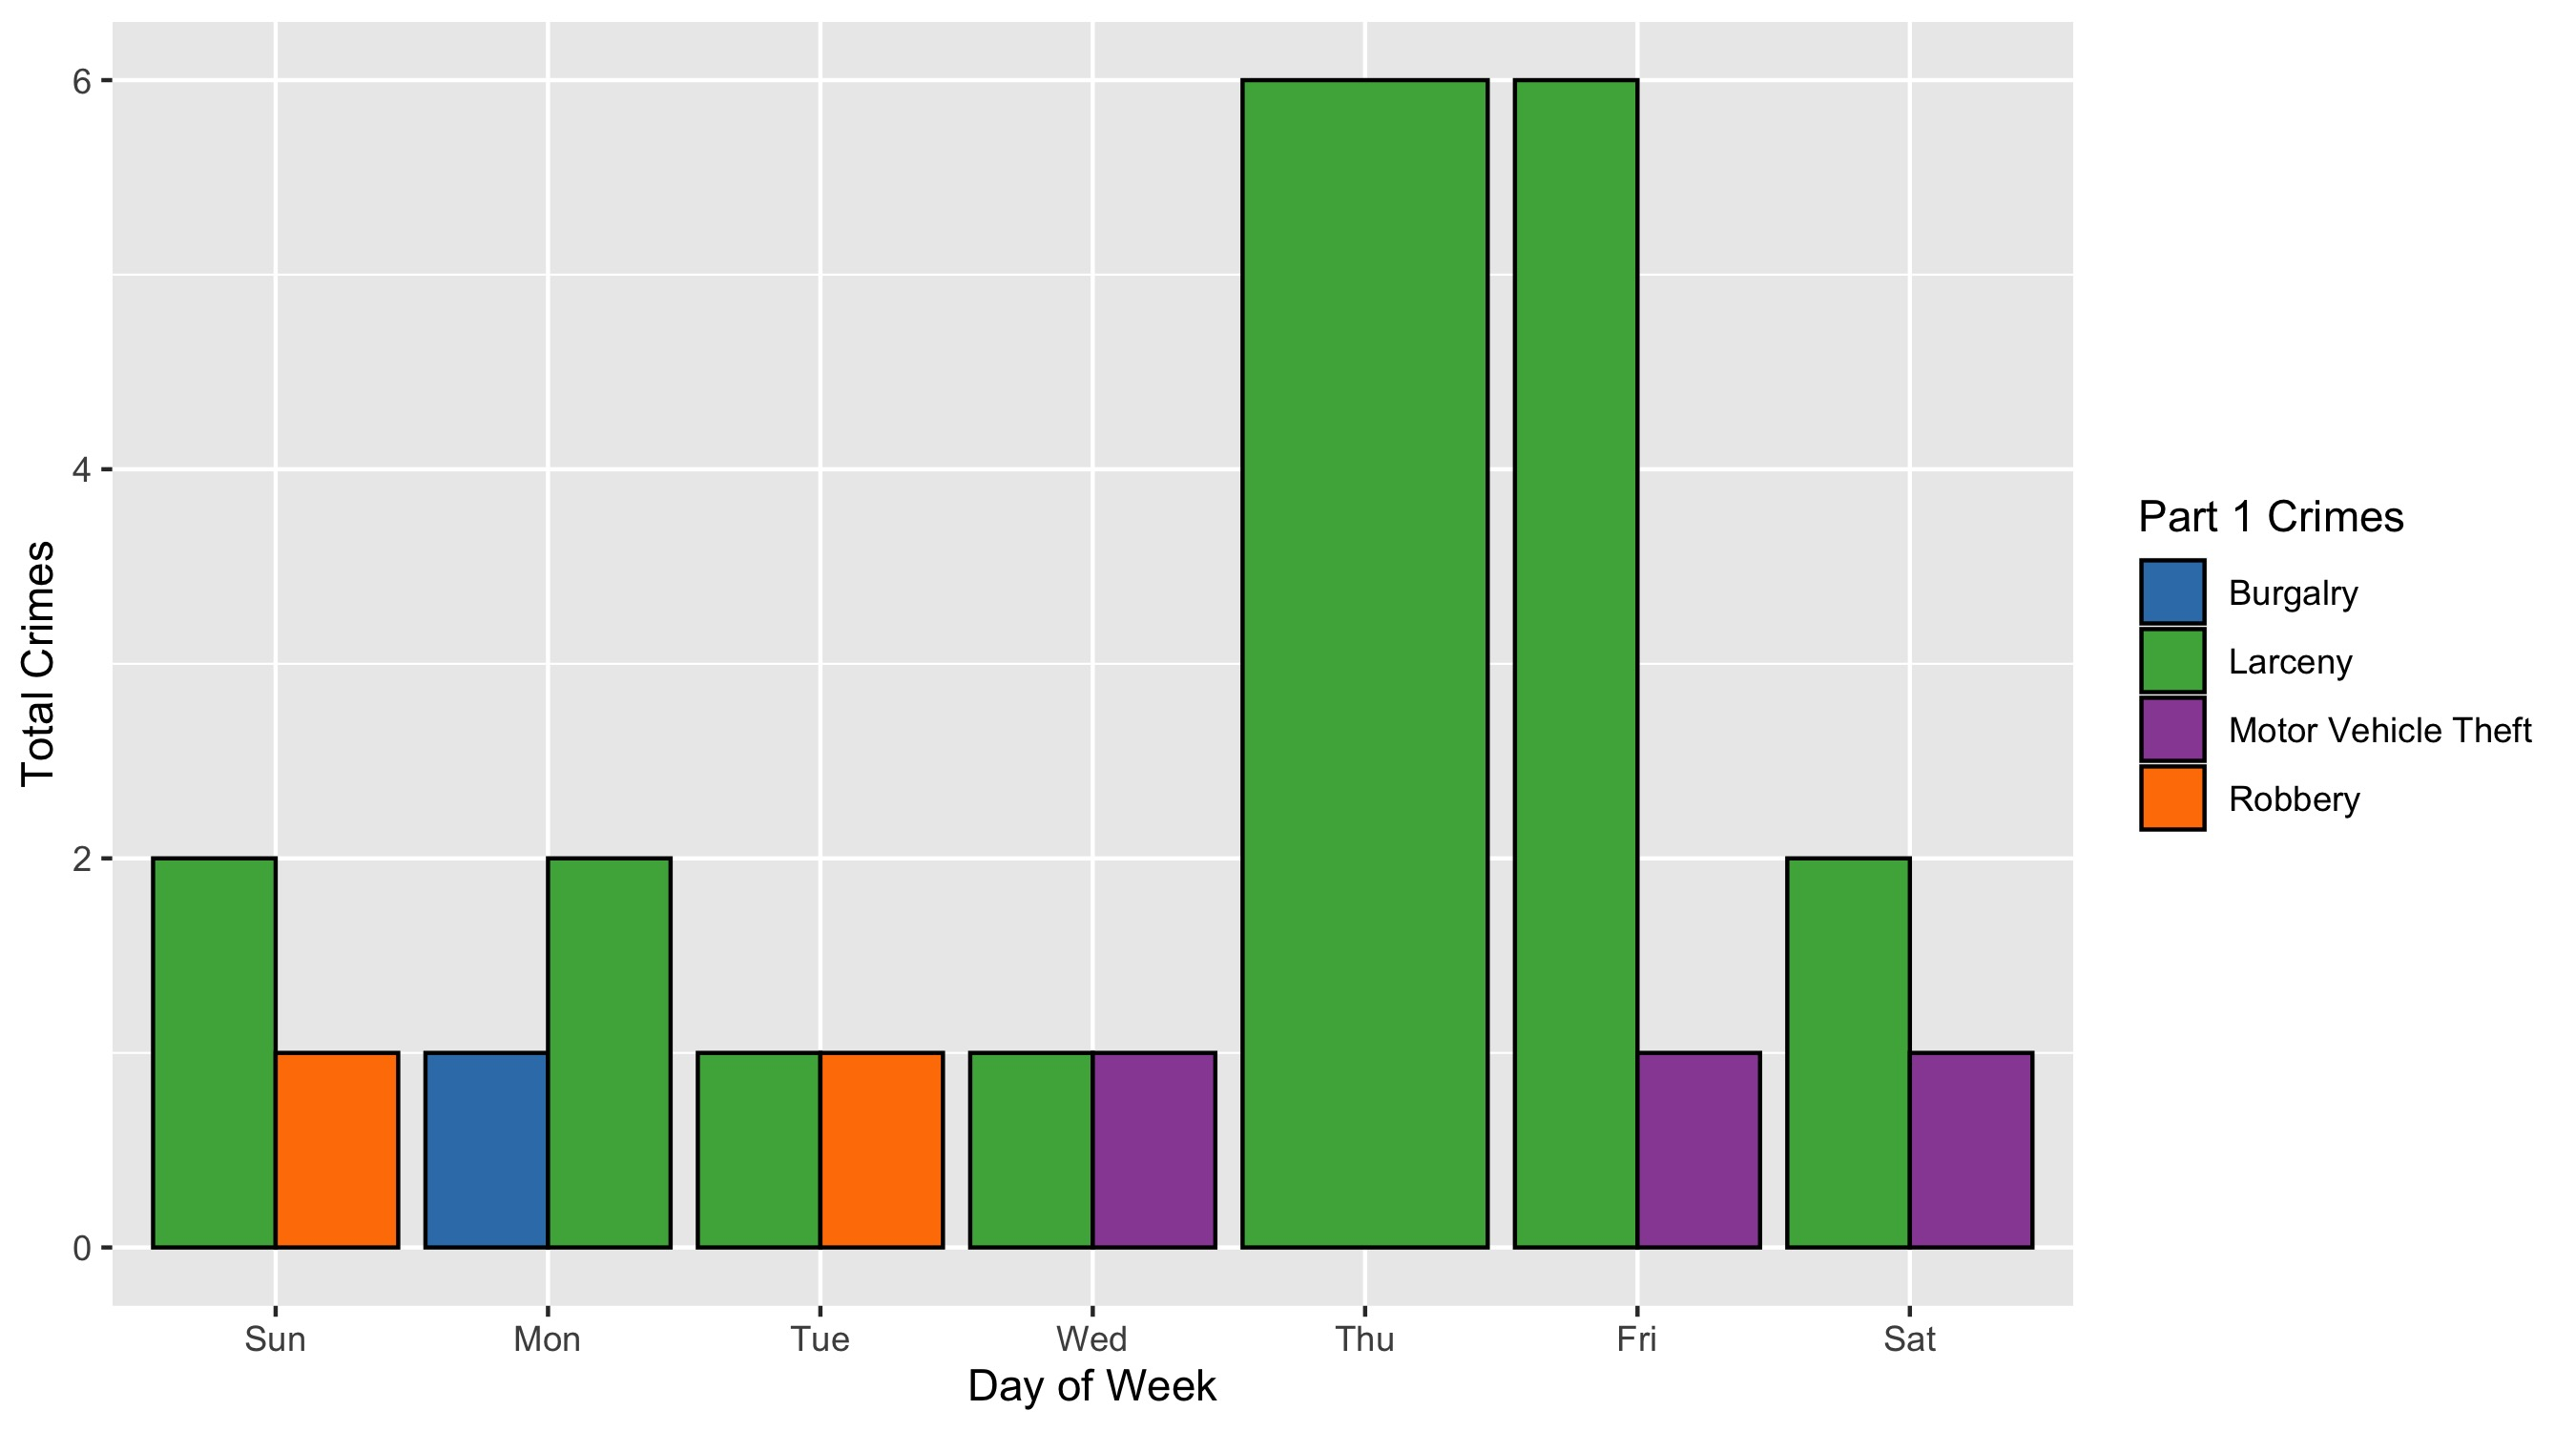 6
4
2
0
Total Crimes
Sun Mon Tue Wed Thu Fri Sat
Day of Week
Part 1 Crimes
Burgalry
Larceny
Motor Vehicle Theft
Robbery